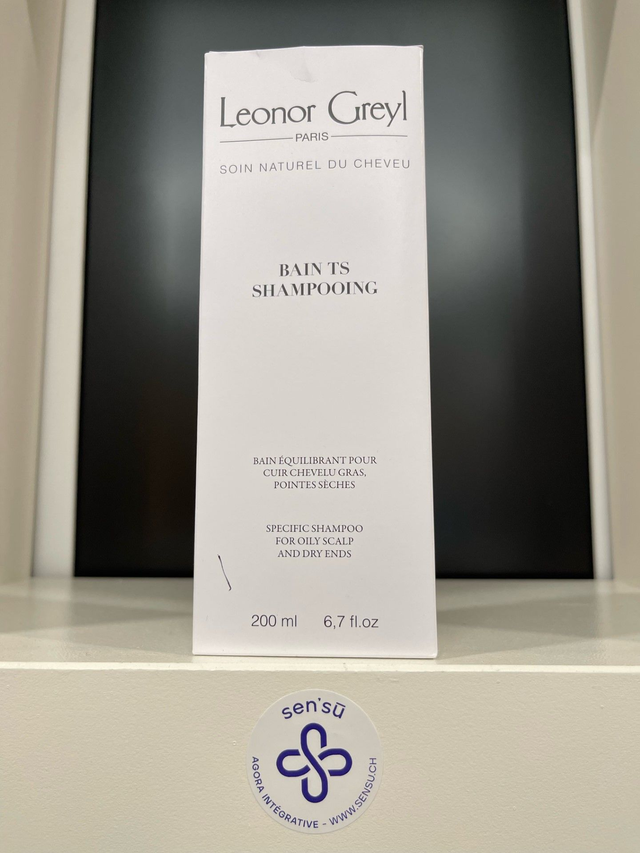 Leonor Greyl
PARIS
SOIN NATUREL DU CHEVEU
BAIN TS
SHAMPOOING
BAIN ÉQUILIBRANT POUR
CUIR CHEVELU GRAS,
POINTES SÈCHES
SPECIFIC SHAMPOO
FOR OILY SCALP
AND DRY ENDS
200 ml 6,7 fl.oz
sen'sū
AGORA INTÉGRATIVE - WWW.SENSU.CH